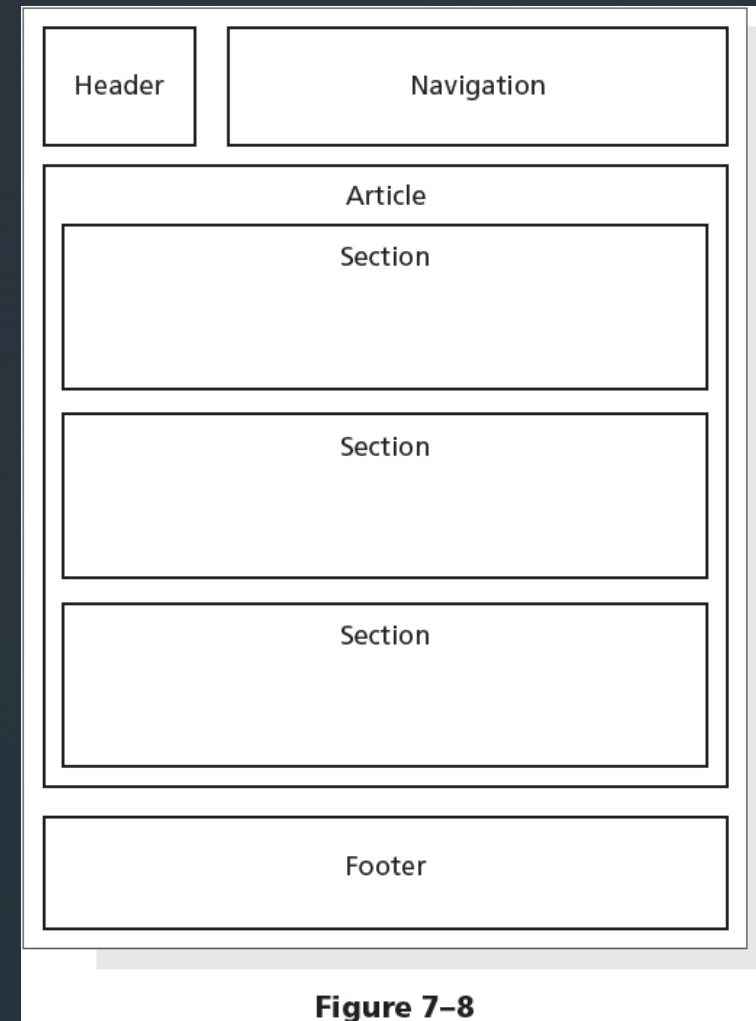 Header
Navigation
Article
Section
Section
Section
Footer
Figure 7–8